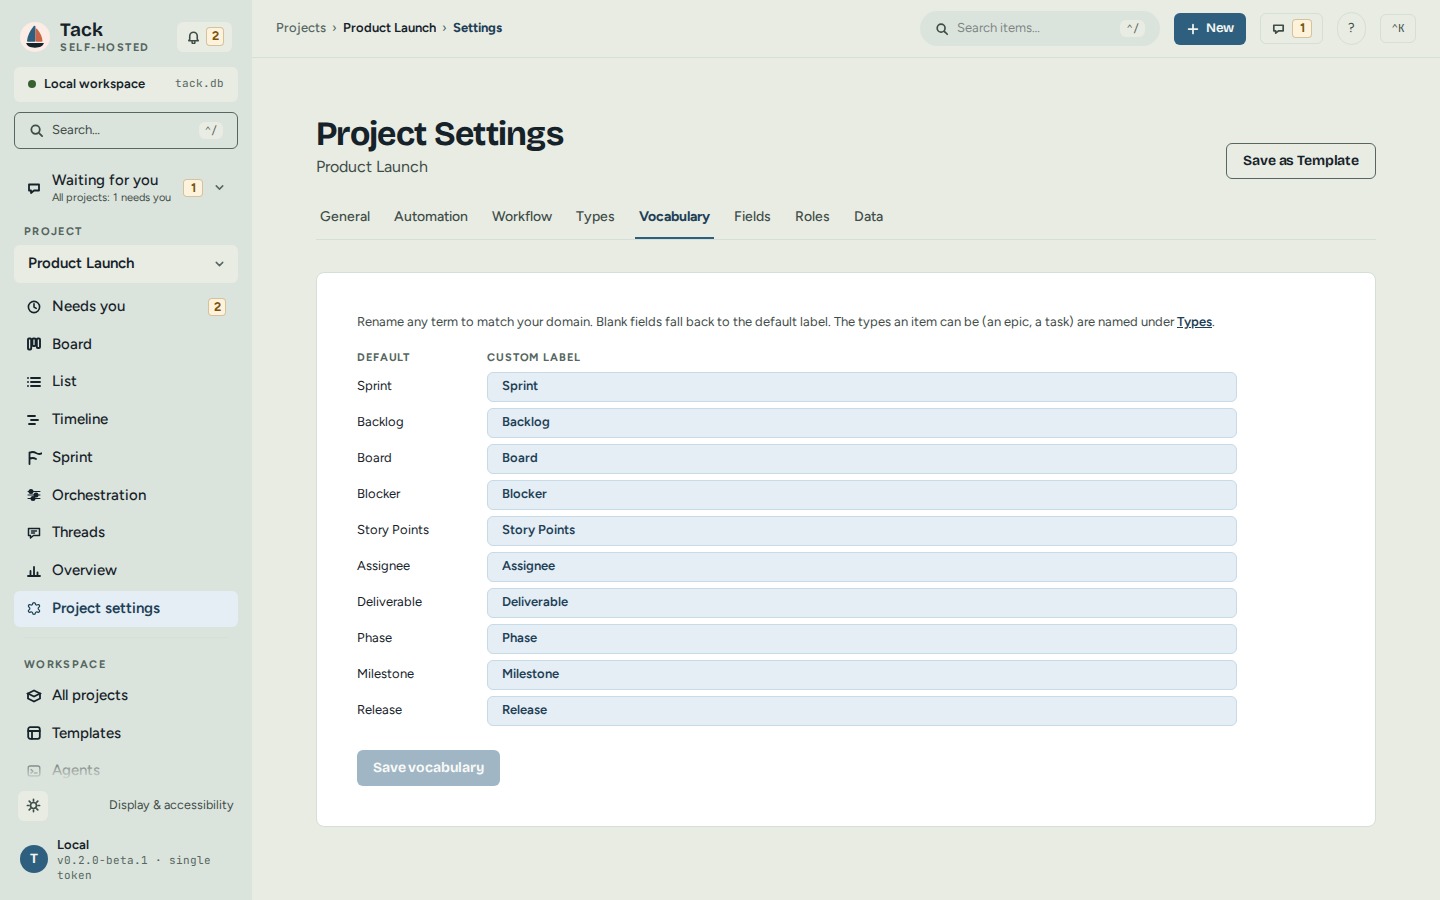 Tack
SELF-HOSTED
2
Local workspace
tack.db
Search...
^/
Waiting for you
All projects: 1 needs you
1
PROJECT
Product Launch
Needs you
2
Board
List
Timeline
Sprint
Orchestration
Threads
Overview
Project settings
WORKSPACE
All projects
Templates
Agents
Display & accessibility
T
Local
v0.2.0-beta.1 · single
token
Projects › Product Launch › Settings
Search items...
^/
+ New
1
?
^K
Project Settings
Product Launch
Save as Template
General
Automation
Workflow
Types
Vocabulary
Fields
Roles
Data
Rename any term to match your domain. Blank fields fall back to the default label. The types an item can be (an epic, a task) are named under Types.
DEFAULT
CUSTOM LABEL
Sprint
Sprint
Backlog
Backlog
Board
Board
Blocker
Blocker
Story Points
Story Points
Assignee
Assignee
Deliverable
Deliverable
Phase
Phase
Milestone
Milestone
Release
Release
Save vocabulary